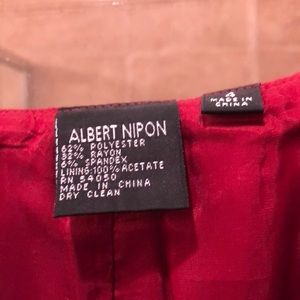 ALBERT NIPON
62% POLYESTER
32% RAYON
6% SPANDEX
LINING:100% ACETATE
RN 54050
MADE IN CHINA
DRY CLEAN
4
MADE IN
CHINA